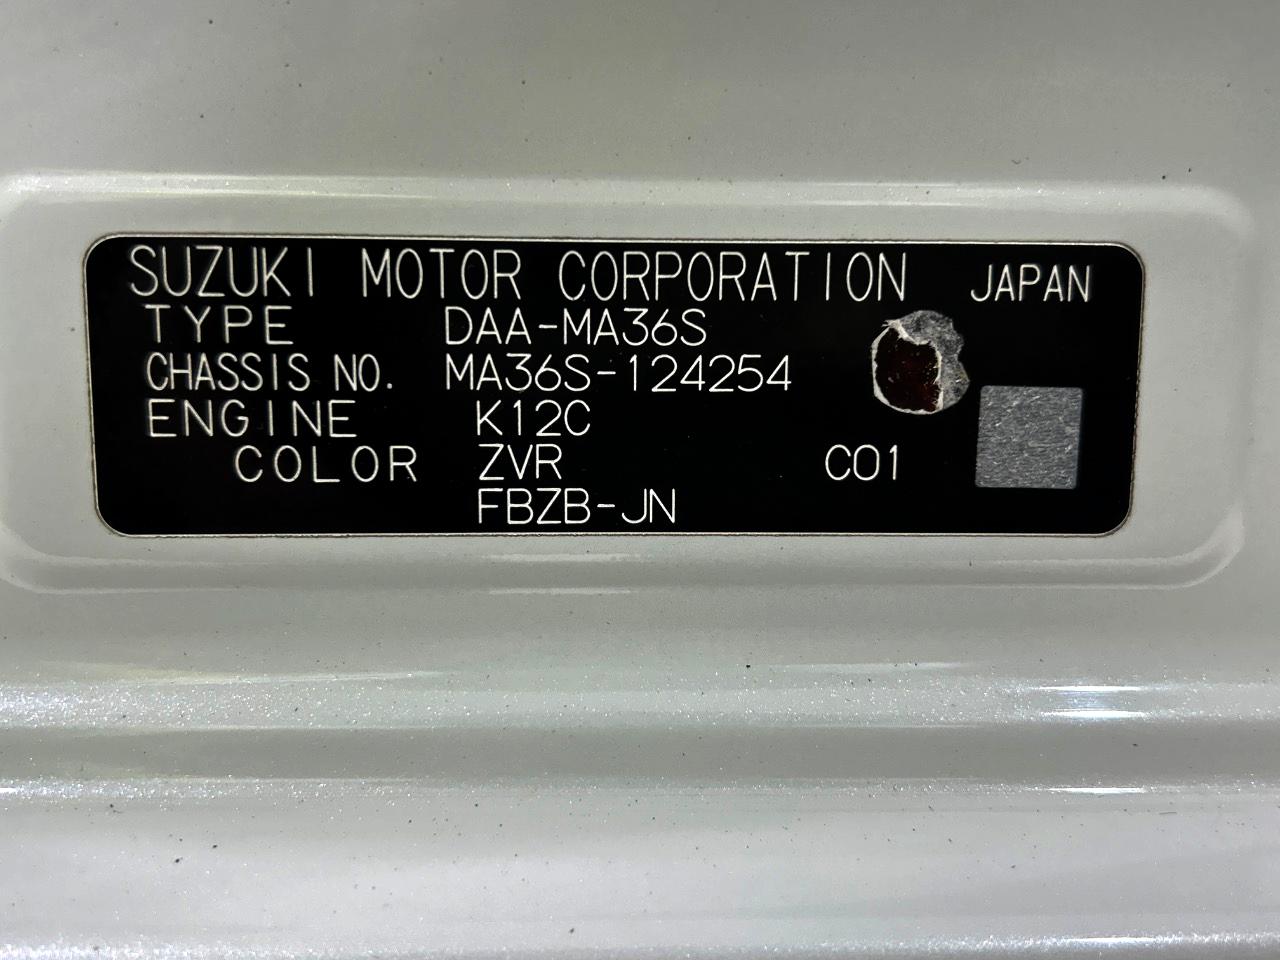 SUZUKI MOTOR CORPORATION JAPAN
TYPE DAA-MA36S
CHASSIS NO. MA36S-124254
ENGINE K12C
COLOR ZVR C01
FBZB-JN